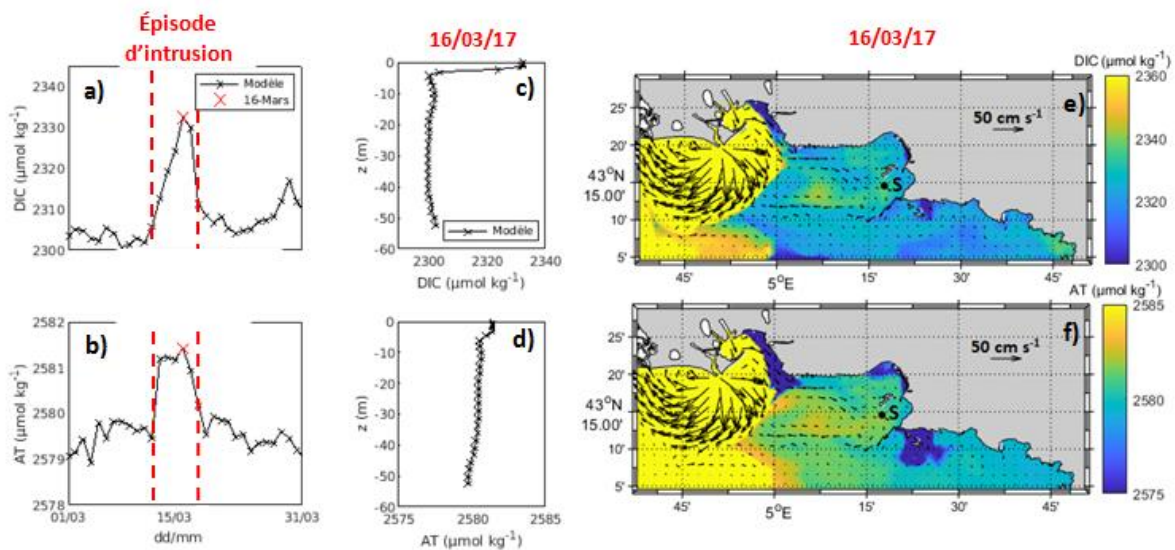 Épisode
d'intrusion
16/03/17
16/03/17
a)
Modèle
16-Mars
2340
2330
2320
2310
2300
DIC (µmol kg⁻¹)
b)
2582
2581
2580
2579
2578
AT (µmol kg⁻¹)
01/03
15/03
31/03
dd/mm
c)
0
-10
-20
-30
-40
-50
-60
z (m)
Modèle
2300
2320
2340
DIC (µmol kg⁻¹)
d)
0
-10
-20
-30
-40
-50
-60
z (m)
2575
2580
2585
AT (µmol kg⁻¹)
e)
50 cm s⁻¹
S
25'
20'
43°N
15.00'
10'
5'
45'
5°E
15'
30'
45'
DIC (µmol kg⁻¹)
2360
2350
2340
2330
2320
2310
2300
f)
50 cm s⁻¹
S
25'
20'
43°N
15.00'
10'
5'
45'
5°E
15'
30'
45'
AT (µmol kg⁻¹)
2585
2580
2575